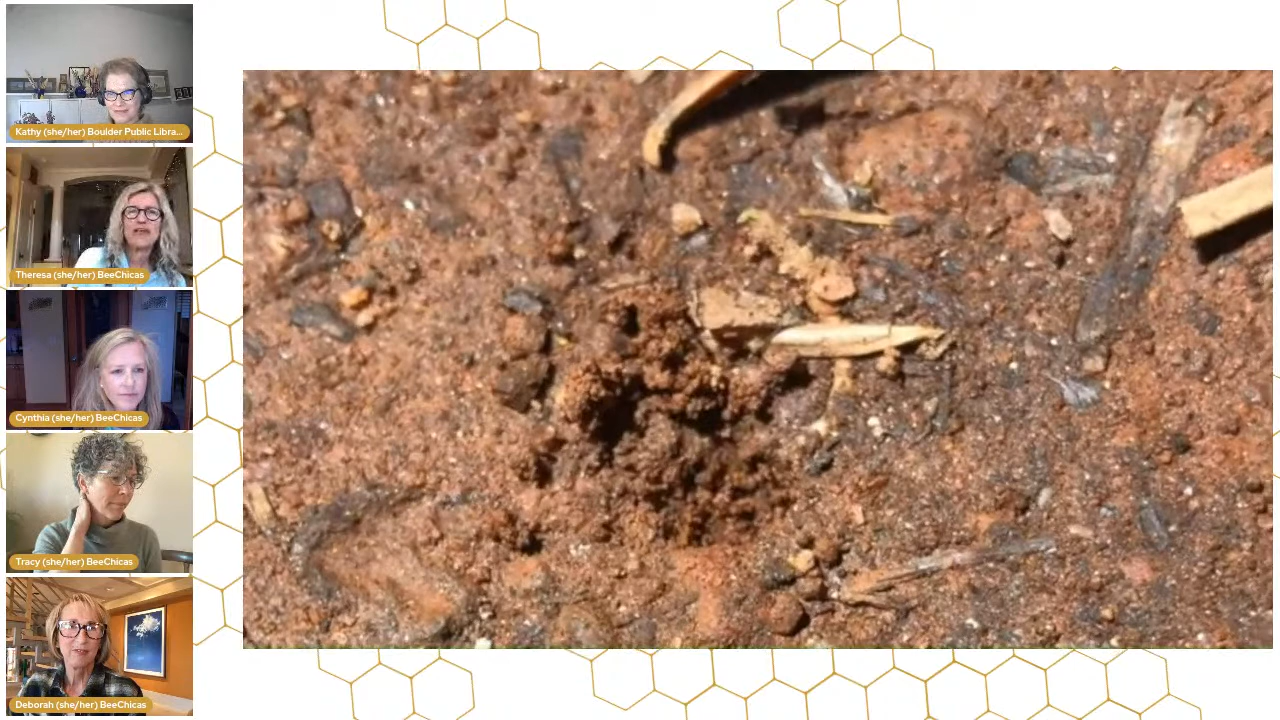 Kathy (she/her) Boulder Public Libra...
Theresa (she/her) BeeChicas
Cynthia (she/her) BeeChicas
Tracy (she/her) BeeChicas
Deborah (she/her) BeeChicas